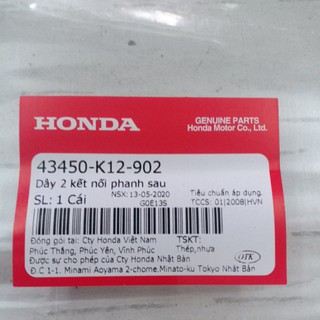 HONDA
GENUINE PARTS
Honda Motor Co., Ltd.
43450-K12-902
Dây 2 kết nối phanh sau
SL: 1 Cái
NSX: 13-05-2020
G0E13S
Tiêu chuẩn áp dụng.
TCCS: 01|2008|HVN
Đóng gói tại: Cty Honda Việt Nam
TSKT:
Phúc Thắng, Phúc Yên, Vĩnh Phúc
Thép,nhựa
Được sự cho phép của Cty Honda Nhật Bản
Đ.C 1-1. Minami Aoyama 2-chome.Minato-ku Tokyo Nhật Bản
OTK